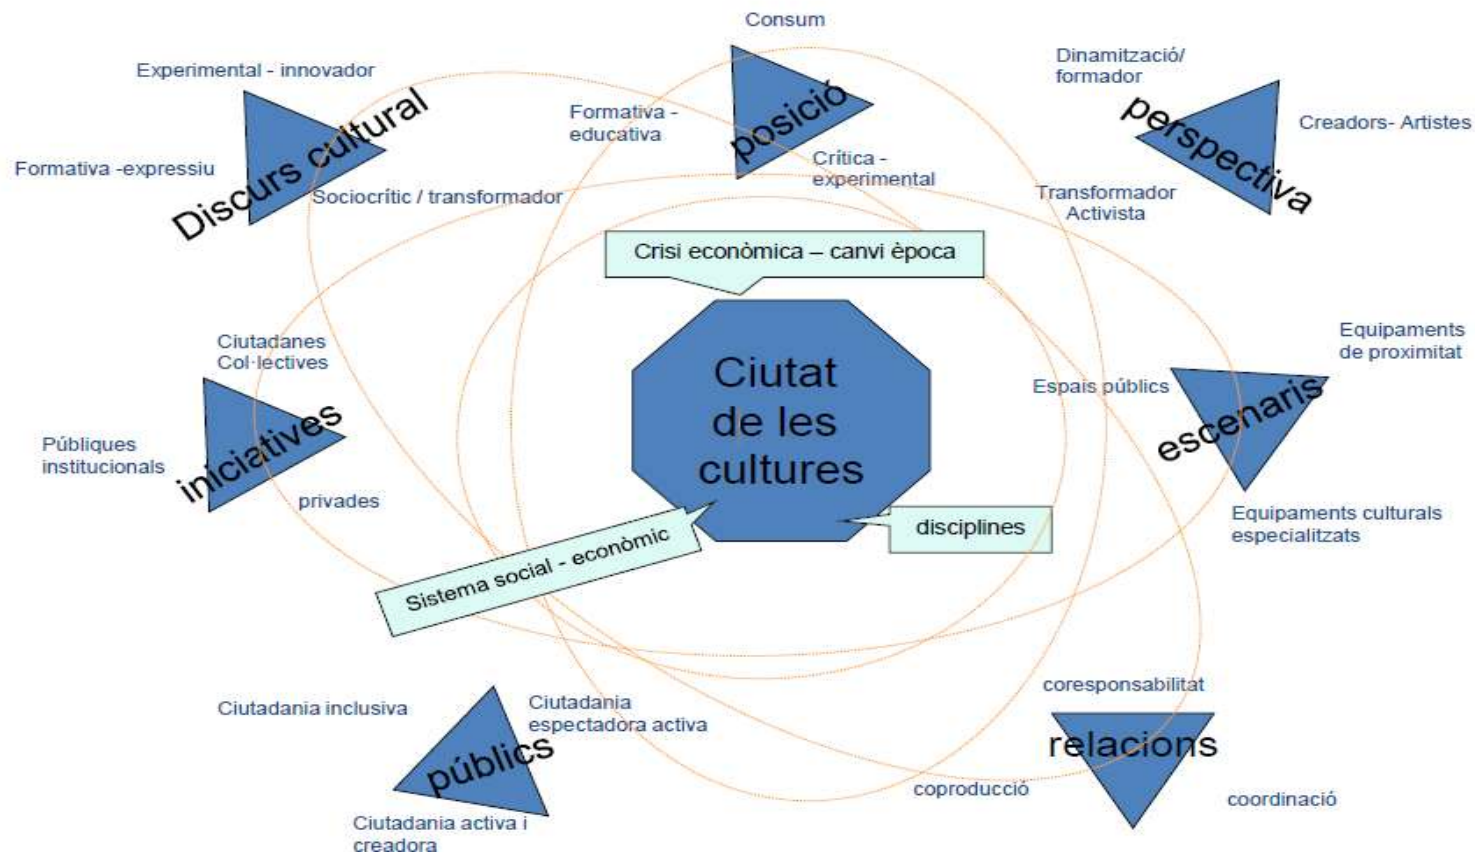 Consum
Experimental - innovador
Discurs cultural
Formativa -expressiu
Sociocrític / transformador
Formativa -
educativa
posició
Crítica -
experimental
Dinamització/
formador
perspectiva
Creadors- Artistes
Transformador
Activista
Crisi econòmica – canvi època
Ciutat
de les
cultures
Ciutadanes
Col·lectives
iniciatives
Públiques
institucionals
privades
Equipaments
de proximitat
Espais públics
escenaris
Equipaments culturals
especialitzats
disciplines
Sistema social - econòmic
Ciutadania inclusiva
Ciutadania
espectadora activa
públics
Ciutadania activa i
creadora
coresponsabilitat
relacions
coproducció
coordinació